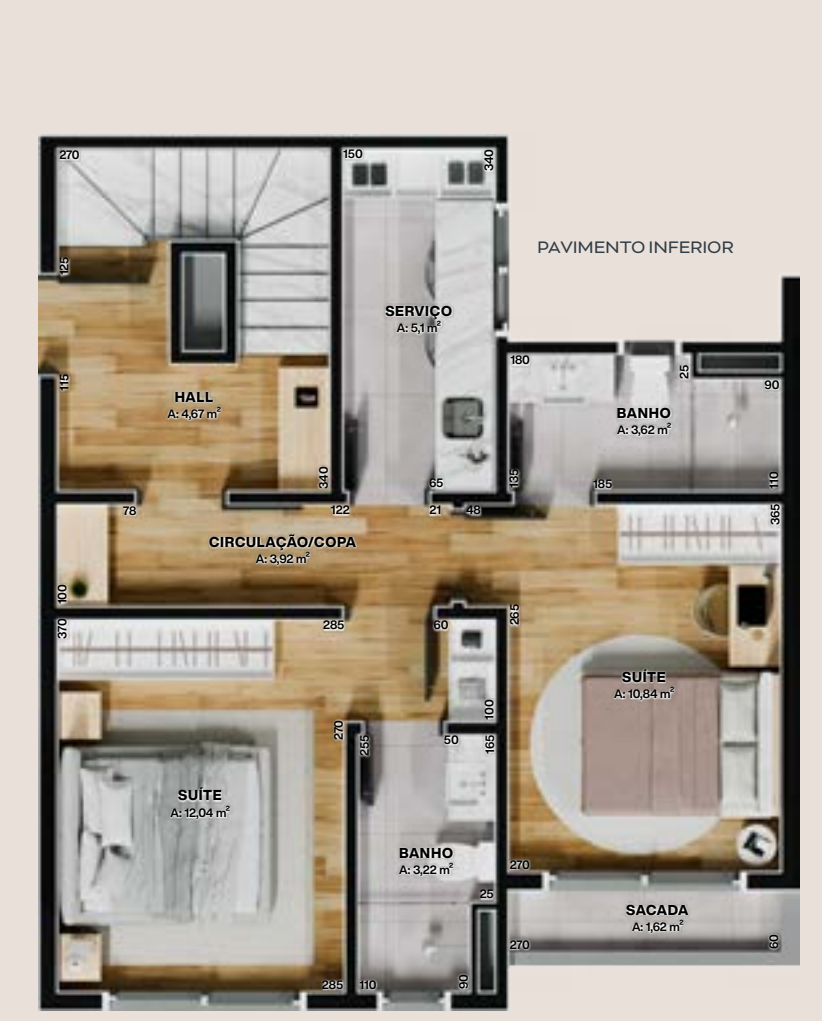 270
150
340
PAVIMENTO INFERIOR
125
SERVIÇO
A: 5,1 m²
180
25
90
115
HALL
A: 4,67 m²
BANHO
A: 3,62 m²
340
65
135
185
110
78
122
21
48
365
CIRCULAÇÃO/COPA
A: 3,92 m²
100
370
285
60
265
SUÍTE
A: 10,84 m²
100
270
255
50
165
SUÍTE
A: 12,04 m²
BANHO
A: 3,22 m²
270
25
SACADA
A: 1,62 m²
270
60
285
110
90